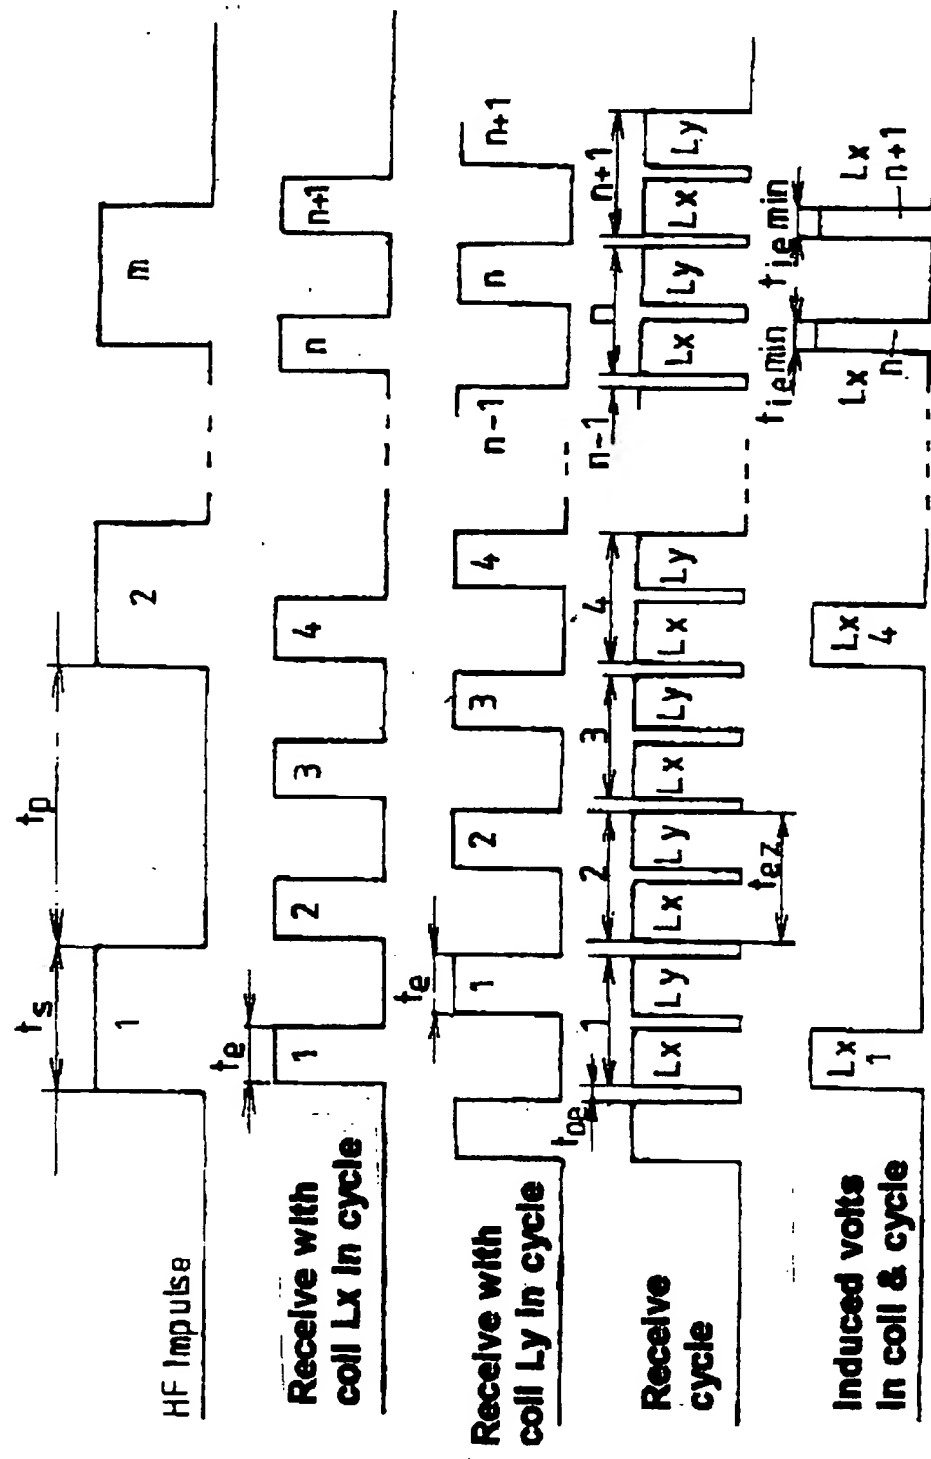 HF Impulse
ts
tp
1
2
m
Receive with
coil Lx in cycle
te
1
2
3
4
n
n+1
Receive with
coil Ly in cycle
te
1
2
3
4
n-1
n
n+1
Receive
cycle
toe
1
2
3
4
n-1
n
n+1
Lx
Ly
Lx
Ly
Lx
Ly
Lx
Ly
Lx
Ly
Lx
Ly
tez
Induced volts
in coil & cycle
Lx
1
Lx
4
tie min
Lx
n
tie min
Lx
n+1